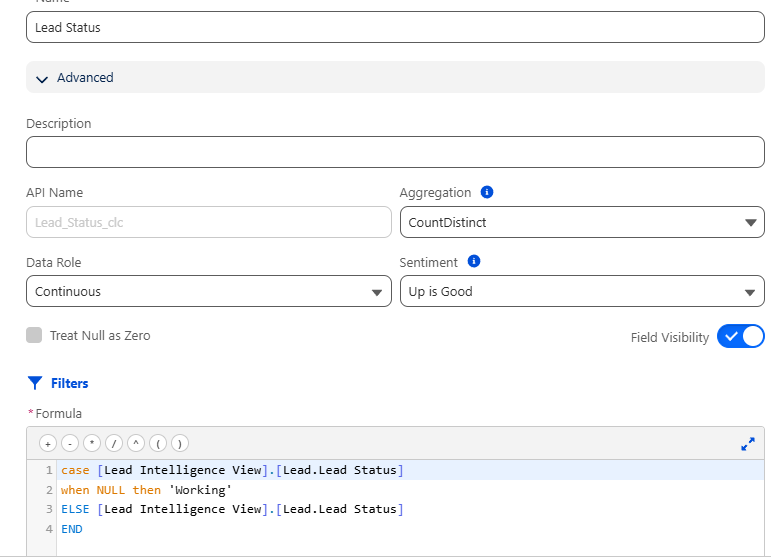 Name
Lead Status
Advanced
Description
API Name
Aggregation
Lead_Status_clc
CountDistinct
Data Role
Sentiment
Continuous
Up is Good
Treat Null as Zero
Field Visibility
Filters
*Formula
+ - * / ^ ( )
1 case [Lead Intelligence View].[Lead.Lead Status]
2 when NULL then 'Working'
3 ELSE [Lead Intelligence View].[Lead.Lead Status]
4 END